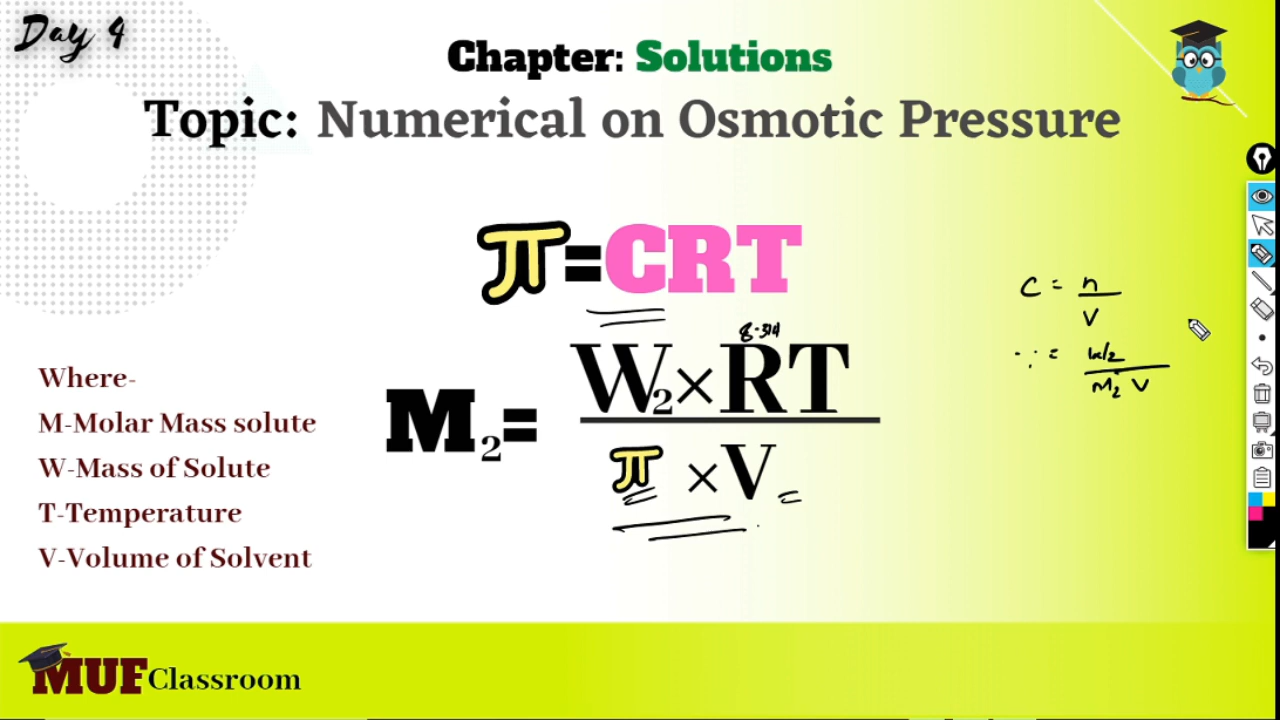 Day 4
Chapter: Solutions
Topic: Numerical on Osmotic Pressure
π=CRT
8.314
M₂= W₂×RT
π ×V
C = n
V
∴ = W2
M₂ V
Where-
M-Molar Mass solute
W-Mass of Solute
T-Temperature
V-Volume of Solvent
MUF Classroom